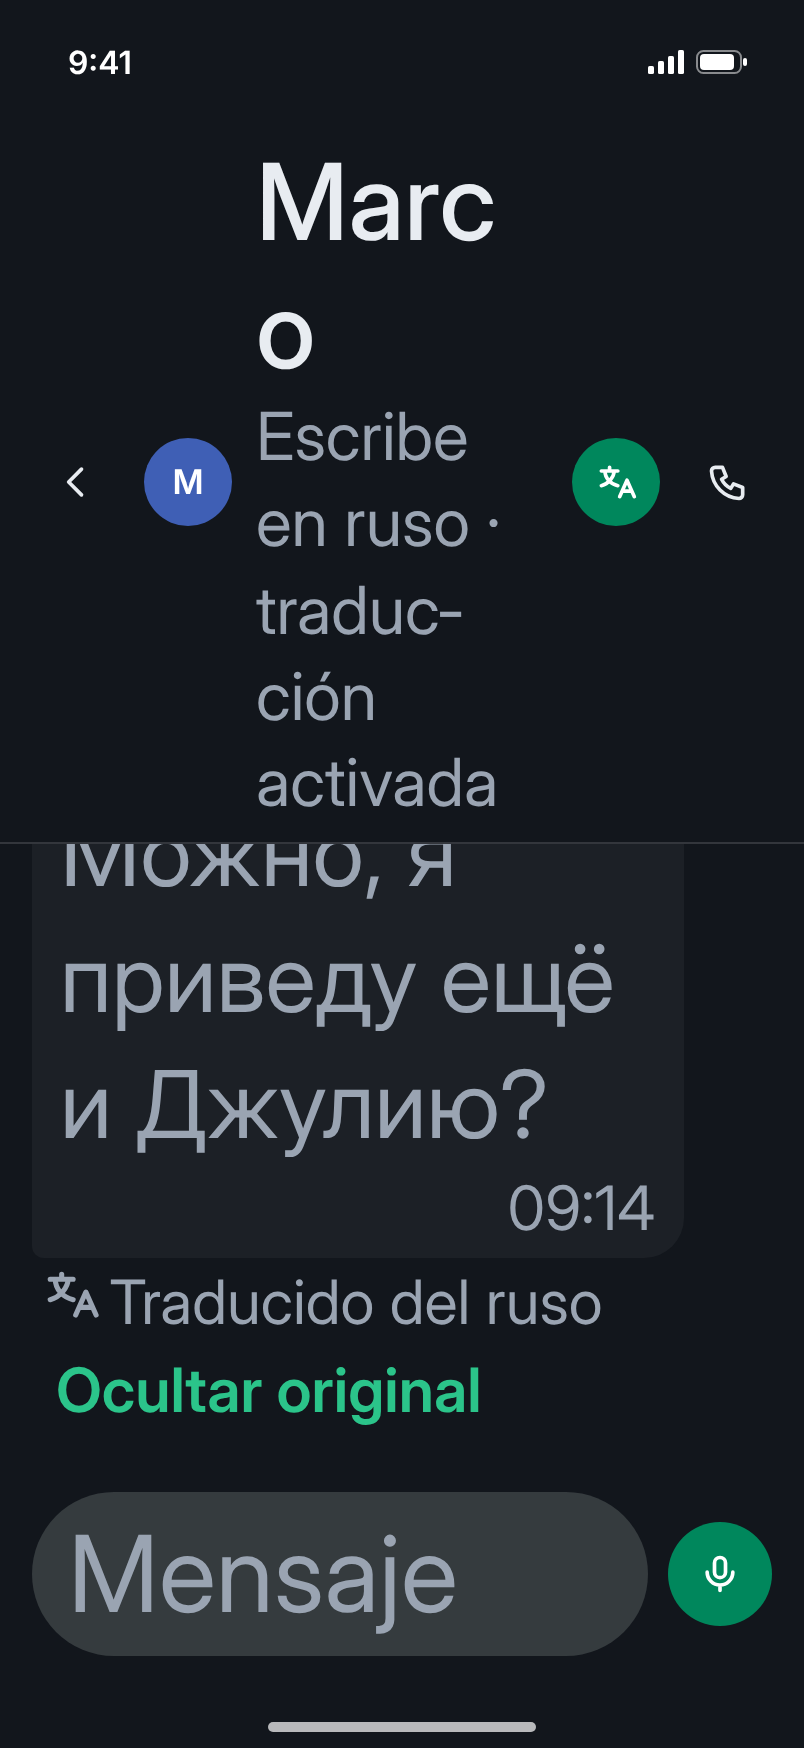 9:41
Marc
o
Escribe
en ruso ·
traduc-
ción
activada
M
Можно, я
приведу ещё
и Джулию?
09:14
Traducido del ruso
Ocultar original
Mensaje